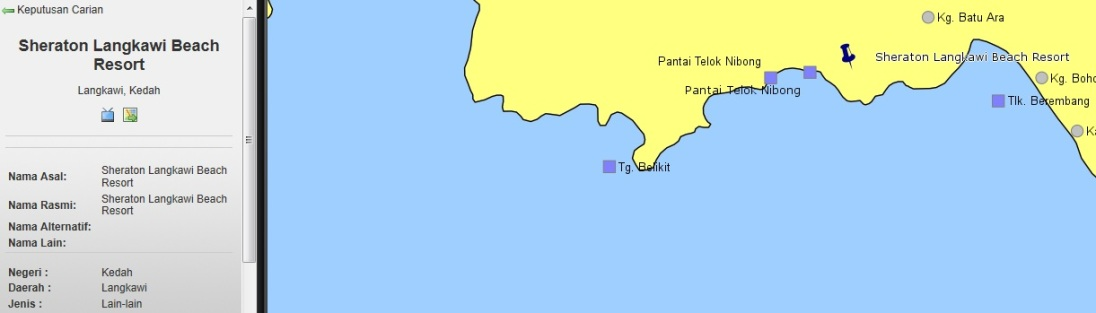 Keputusan Carian
Sheraton Langkawi Beach
Resort
Langkawi, Kedah
Nama Asal: Sheraton Langkawi Beach
Resort
Nama Rasmi: Sheraton Langkawi Beach
Resort
Nama Alternatif:
Nama Lain:
Negeri : Kedah
Daerah : Langkawi
Jenis : Lain-lain
Kg. Batu Ara
Pantai Telok Nibong
Sheraton Langkawi Beach Resort
Pantai Telok Nibong
Tlk. Berembang
Tg. Belikit